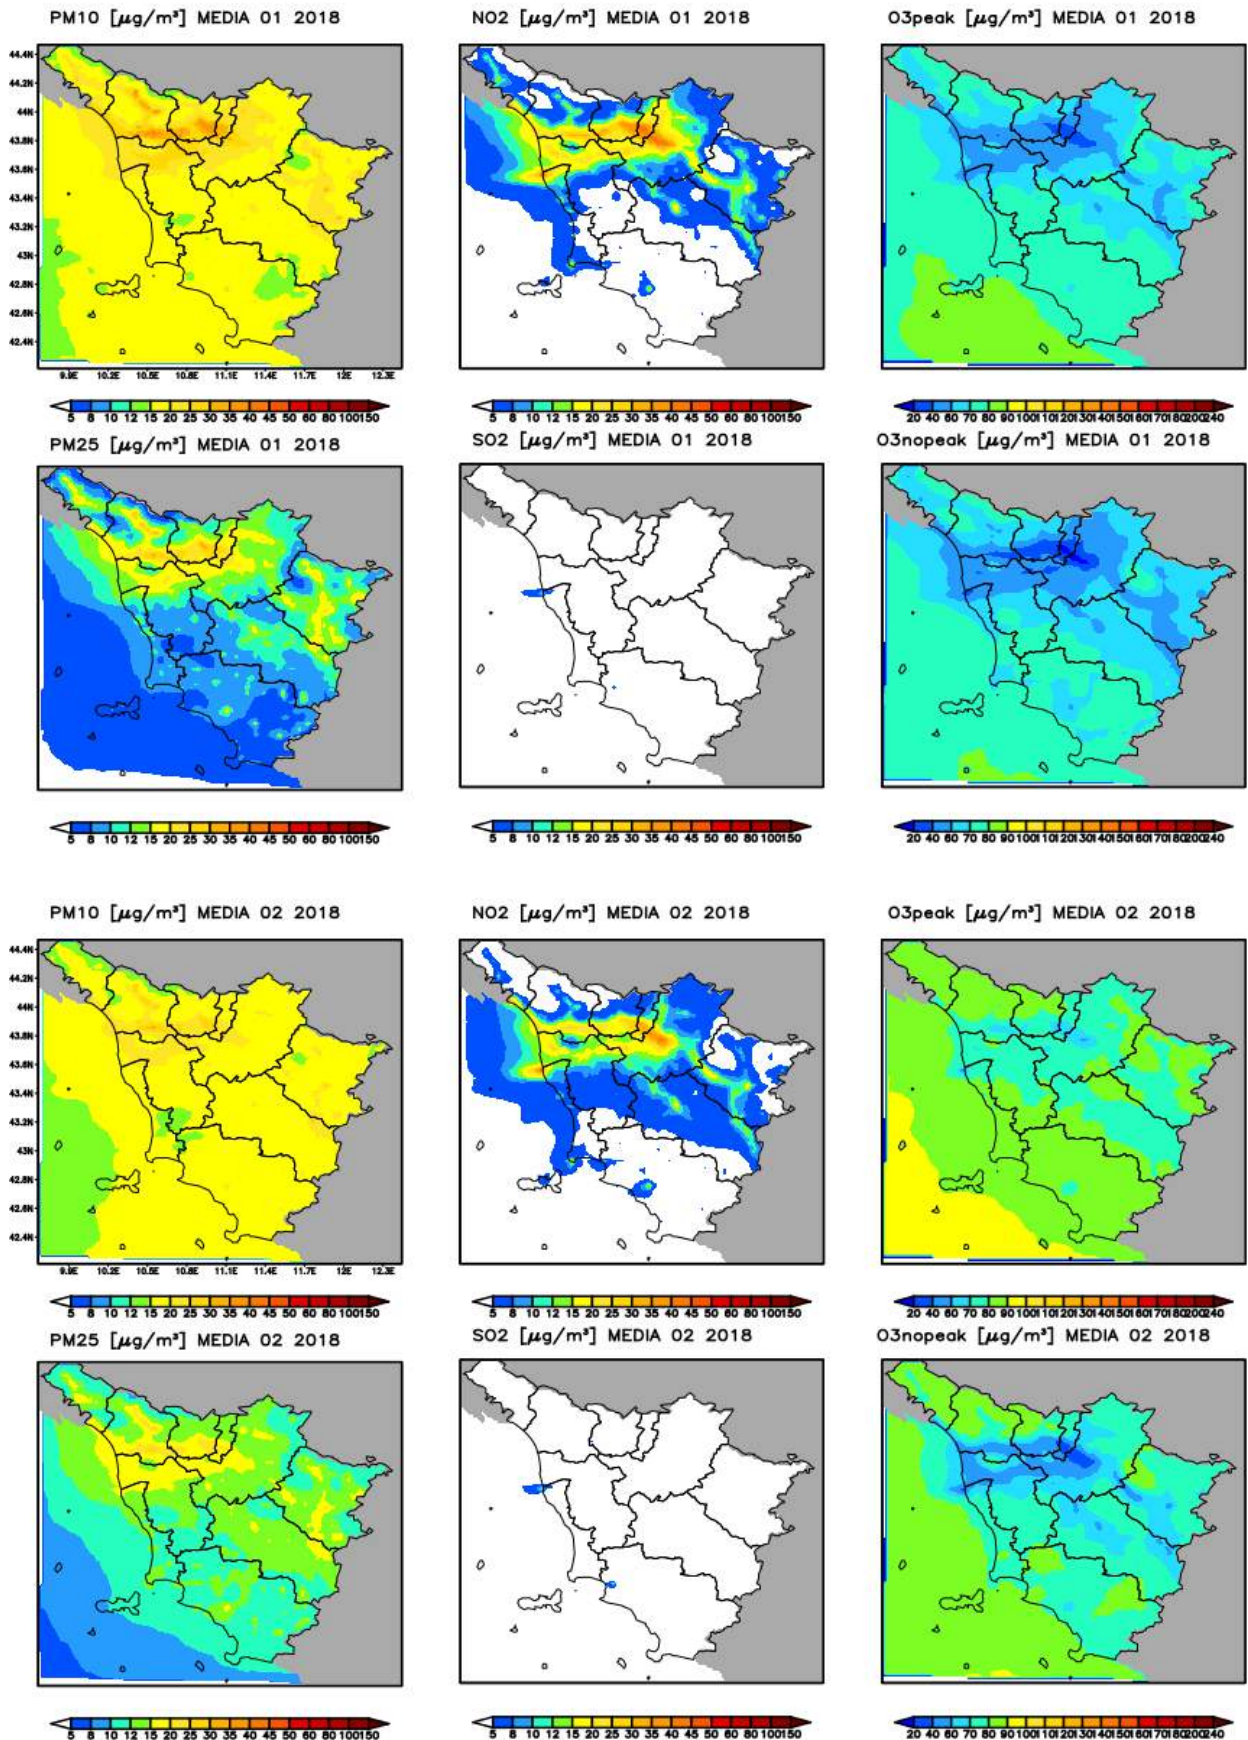 PM10 [μg/m³] MEDIA 01 2018
NO2 [μg/m³] MEDIA 01 2018
O3peak [μg/m³] MEDIA 01 2018
44.4N
44.2N
44N
43.8N
43.6N
43.4N
43.2N
43N
42.8N
42.6N
42.4N
9.9E 10.2E 10.5E 10.8E 11.1E 11.4E 11.7E 12E 12.3E
5 8 10 12 15 20 25 30 35 40 45 50 60 80 100 150
5 8 10 12 15 20 25 30 35 40 45 50 60 80 100 150
20 40 60 70 80 90 100 110 120 130 140 150 160 170 180 200 240
PM25 [μg/m³] MEDIA 01 2018
SO2 [μg/m³] MEDIA 01 2018
O3nopeak [μg/m³] MEDIA 01 2018
5 8 10 12 15 20 25 30 35 40 45 50 60 80 100 150
5 8 10 12 15 20 25 30 35 40 45 50 60 80 100 150
20 40 60 70 80 90 100 110 120 130 140 150 160 170 180 200 240
PM10 [μg/m³] MEDIA 02 2018
NO2 [μg/m³] MEDIA 02 2018
O3peak [μg/m³] MEDIA 02 2018
44.4N
44.2N
44N
43.8N
43.6N
43.4N
43.2N
43N
42.8N
42.6N
42.4N
9.9E 10.2E 10.5E 10.8E 11.1E 11.4E 11.7E 12E 12.3E
5 8 10 12 15 20 25 30 35 40 45 50 60 80 100 150
5 8 10 12 15 20 25 30 35 40 45 50 60 80 100 150
20 40 60 70 80 90 100 110 120 130 140 150 160 170 180 200 240
PM25 [μg/m³] MEDIA 02 2018
SO2 [μg/m³] MEDIA 02 2018
O3nopeak [μg/m³] MEDIA 02 2018
5 8 10 12 15 20 25 30 35 40 45 50 60 80 100 150
5 8 10 12 15 20 25 30 35 40 45 50 60 80 100 150
20 40 60 70 80 90 100 110 120 130 140 150 160 170 180 200 240